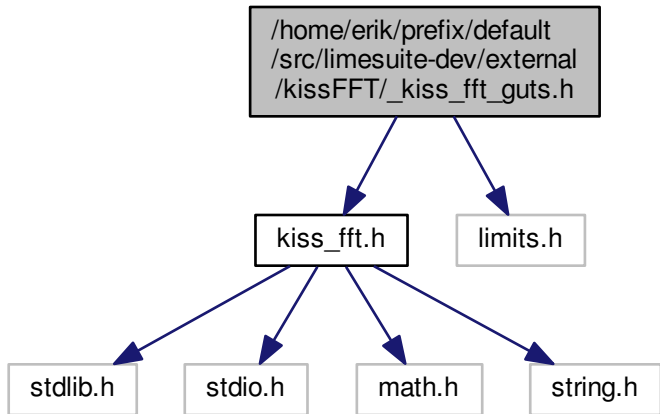 /home/erik/prefix/default
/src/limesuite-dev/external
/kissFFT/_kiss_fft_guts.h
kiss_fft.h
limits.h
stdlib.h
stdio.h
math.h
string.h